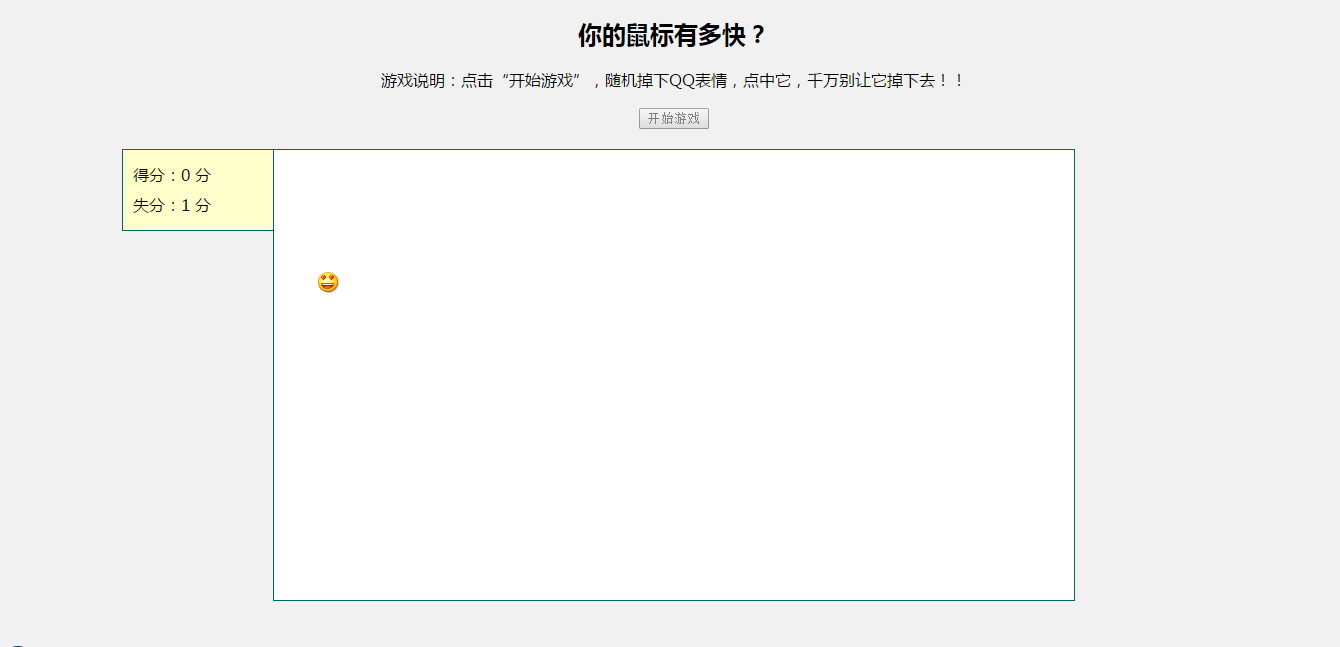 你的鼠标有多快？
游戏说明：点击“开始游戏”，随机掉下QQ表情，点中它，千万别让它掉下去！！
开始游戏
得分：0 分
失分：1 分